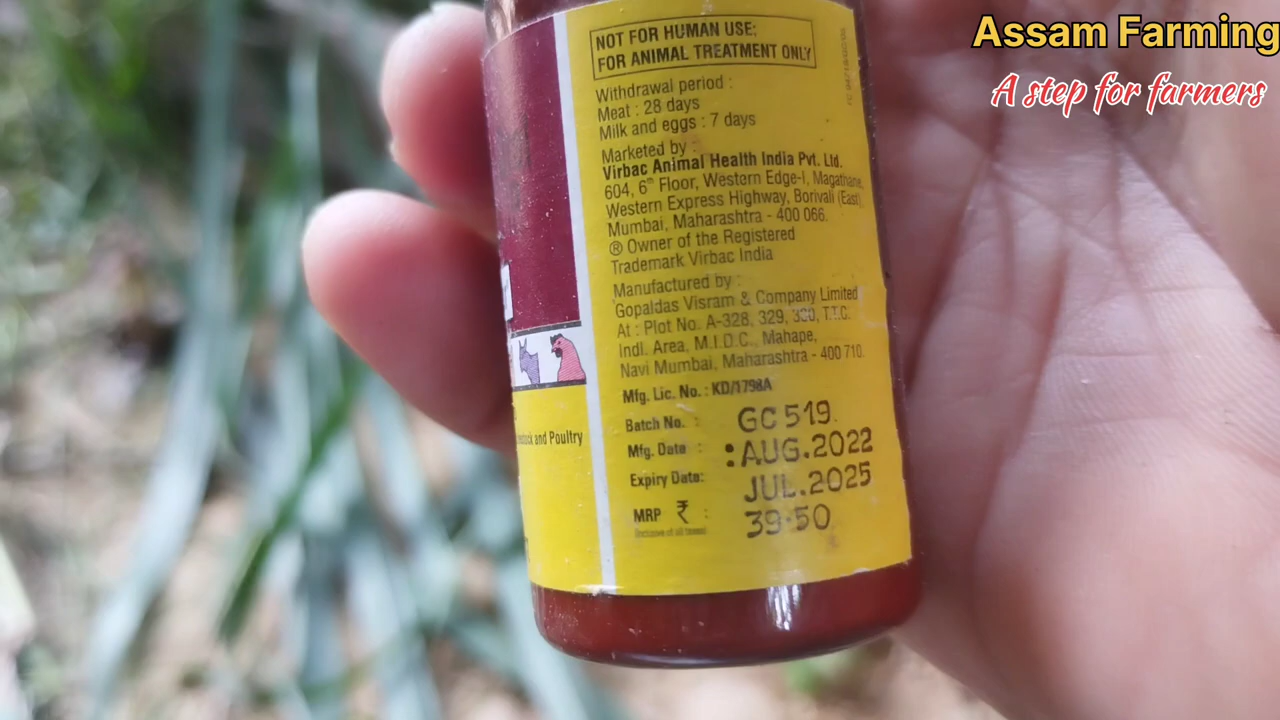 Assam Farming
A step for farmers
NOT FOR HUMAN USE;
FOR ANIMAL TREATMENT ONLY
Withdrawal period :
Meat : 28 days
Milk and eggs : 7 days
Marketed by :
Virbac Animal Health India Pvt. Ltd.
604, 6th Floor, Western Edge-I, Magathane,
Western Express Highway, Borivali (East)
Mumbai, Maharashtra - 400 066.
® Owner of the Registered
Trademark Virbac India
Manufactured by :
Gopaldas Visram & Company Limited
At : Plot No. A-328, 329, 330, T.T.C.
Indl. Area, M.I.D.C., Mahape,
Navi Mumbai, Maharashtra - 400 710.
Mfg. Lic. No. : KD/1798A
Batch No. : GC 519.
Mfg. Date : :AUG.2022
Expiry Date: JUL.2025
MRP ₹ : 39.50
Inclusive of all taxes
and Poultry